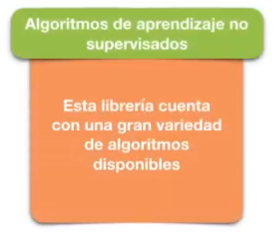 Algoritmos de aprendizaje no
supervisados
Esta librería cuenta
con una gran variedad
de algoritmos
disponibles